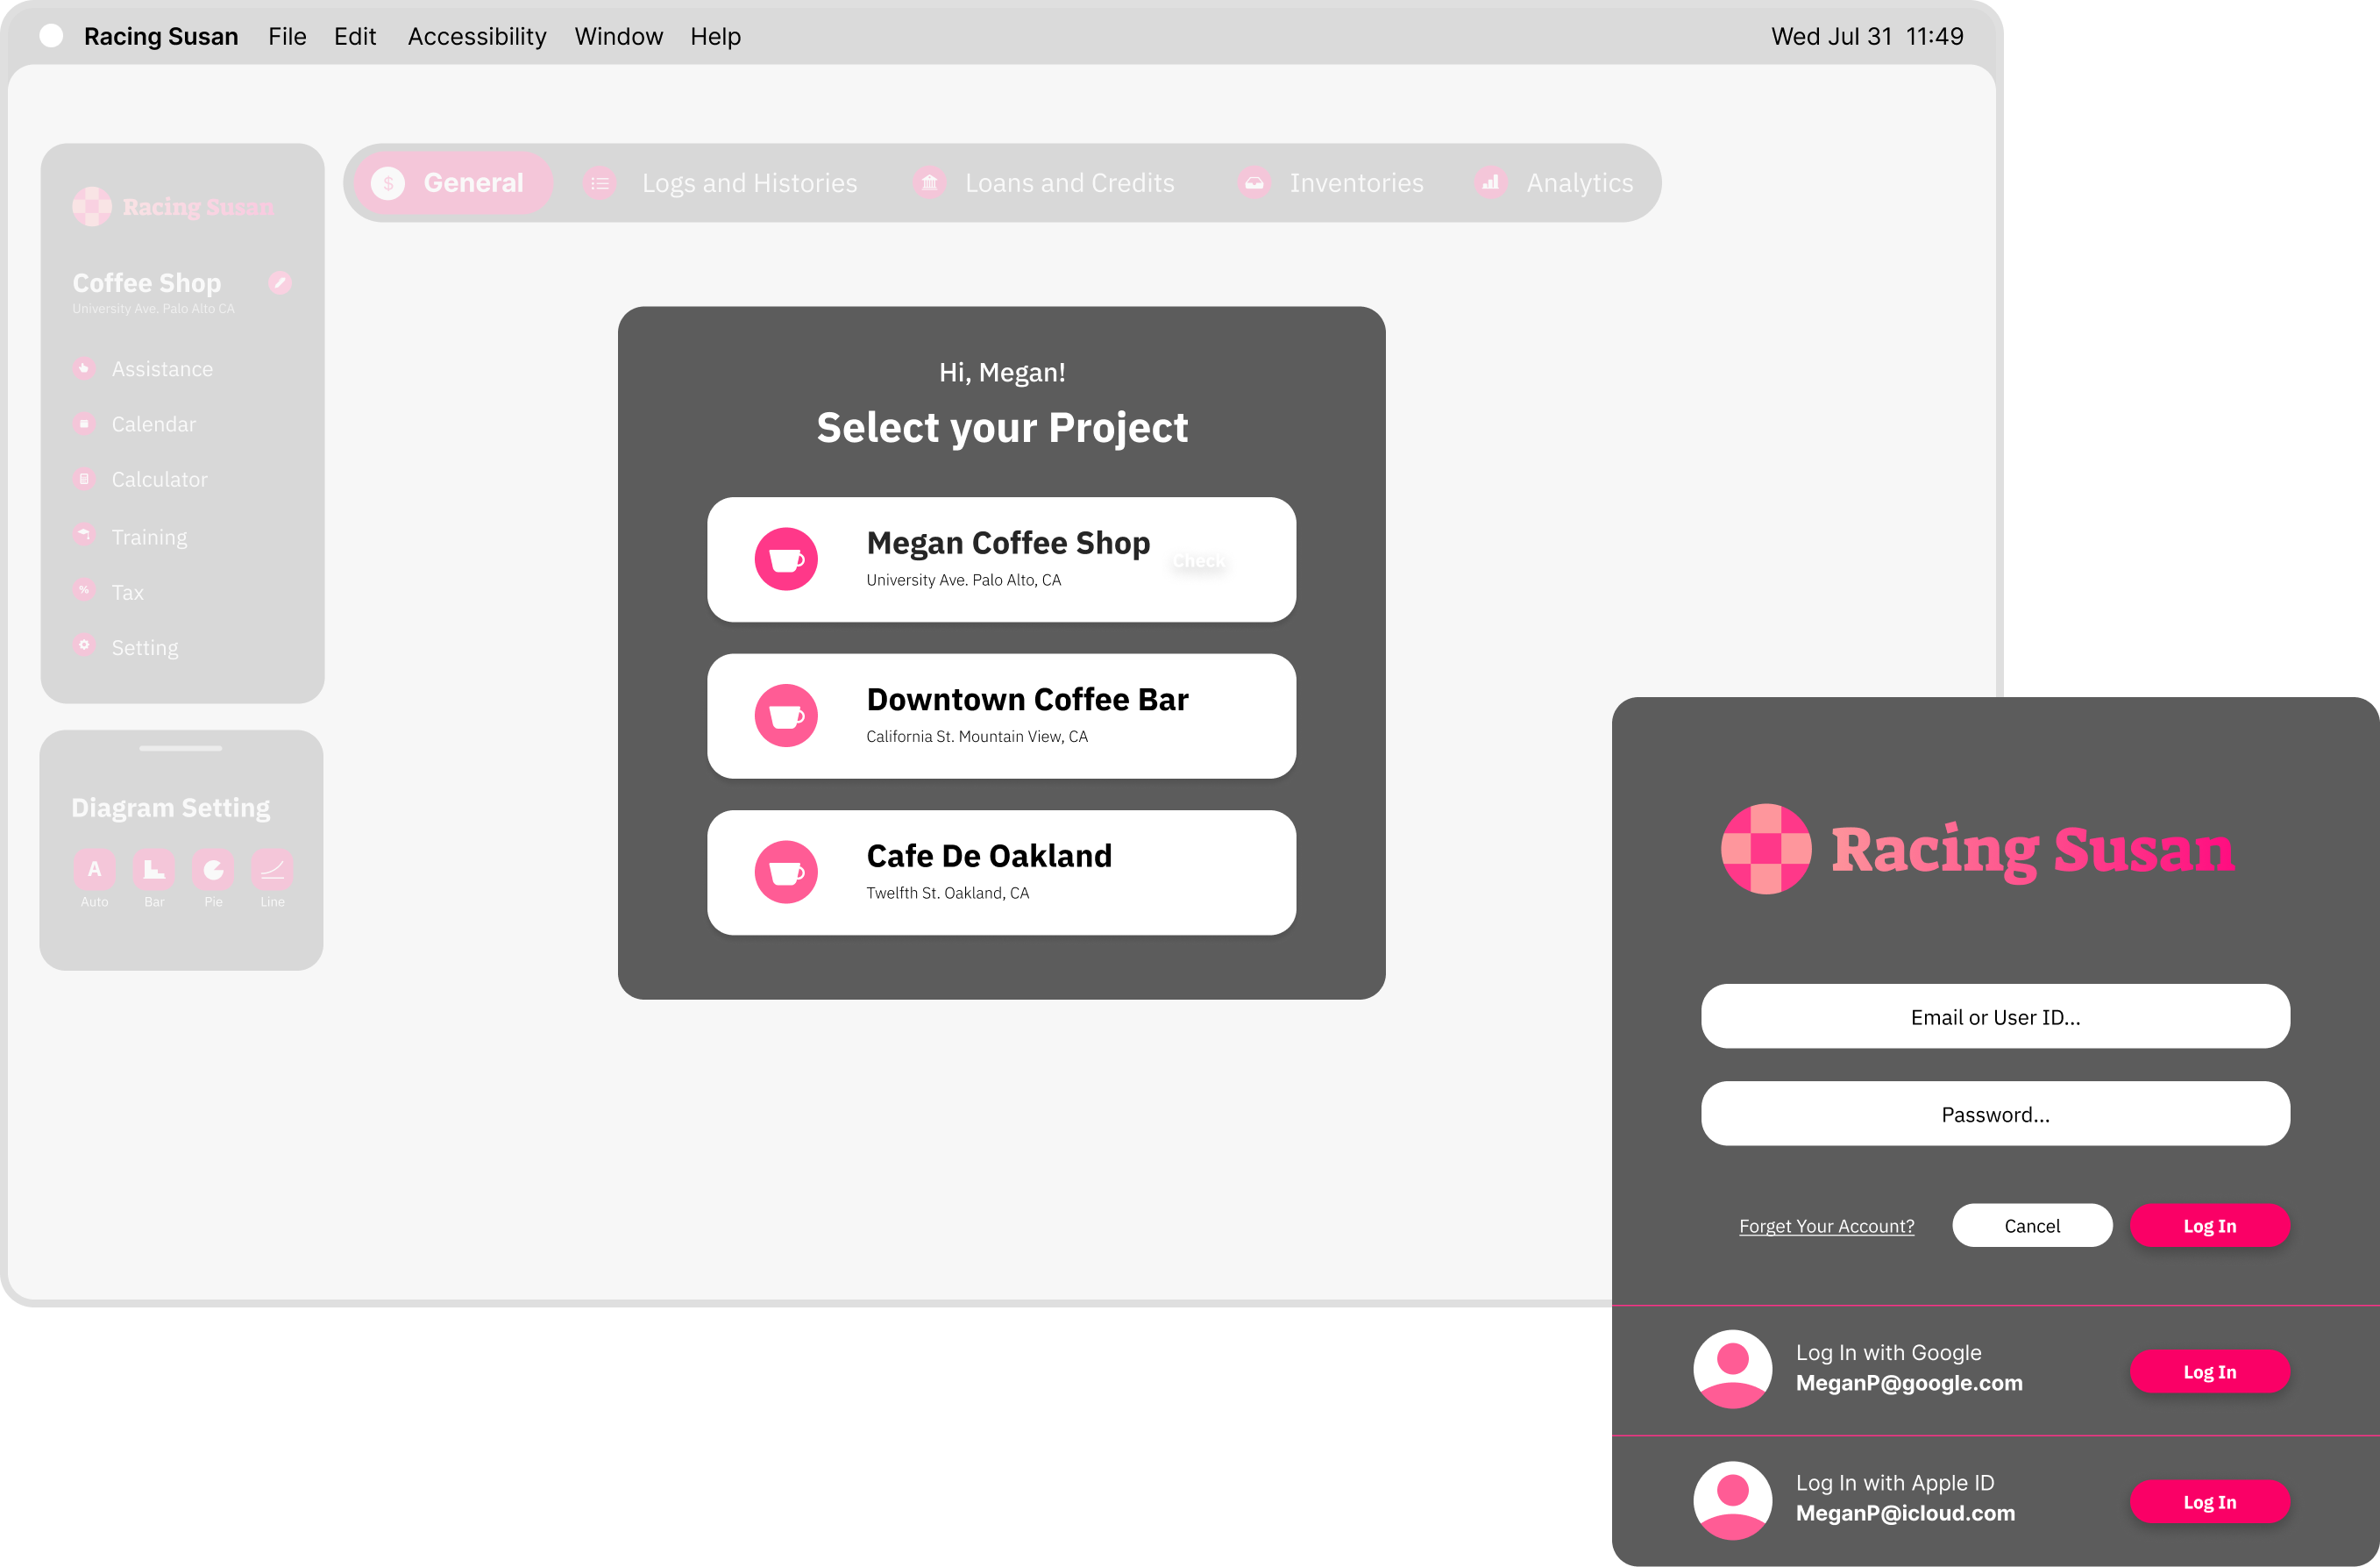 Racing Susan File Edit Accessibility Window Help Wed Jul 31 11:49
Racing Susan
Coffee Shop
University Ave. Palo Alto CA
Assistance
Calendar
Calculator
Training
Tax
Setting
Diagram Setting
A
Auto Bar Pie Line
$ General Logs and Histories Loans and Credits Inventories Analytics
Hi, Megan!
Select your Project
Megan Coffee Shop
University Ave. Palo Alto, CA
Check
Downtown Coffee Bar
California St. Mountain View, CA
Cafe De Oakland
Twelfth St. Oakland, CA
Racing Susan
Email or User ID...
Password...
Forget Your Account? Cancel Log In
Log In with Google
MeganP@google.com
Log In
Log In with Apple ID
MeganP@icloud.com
Log In